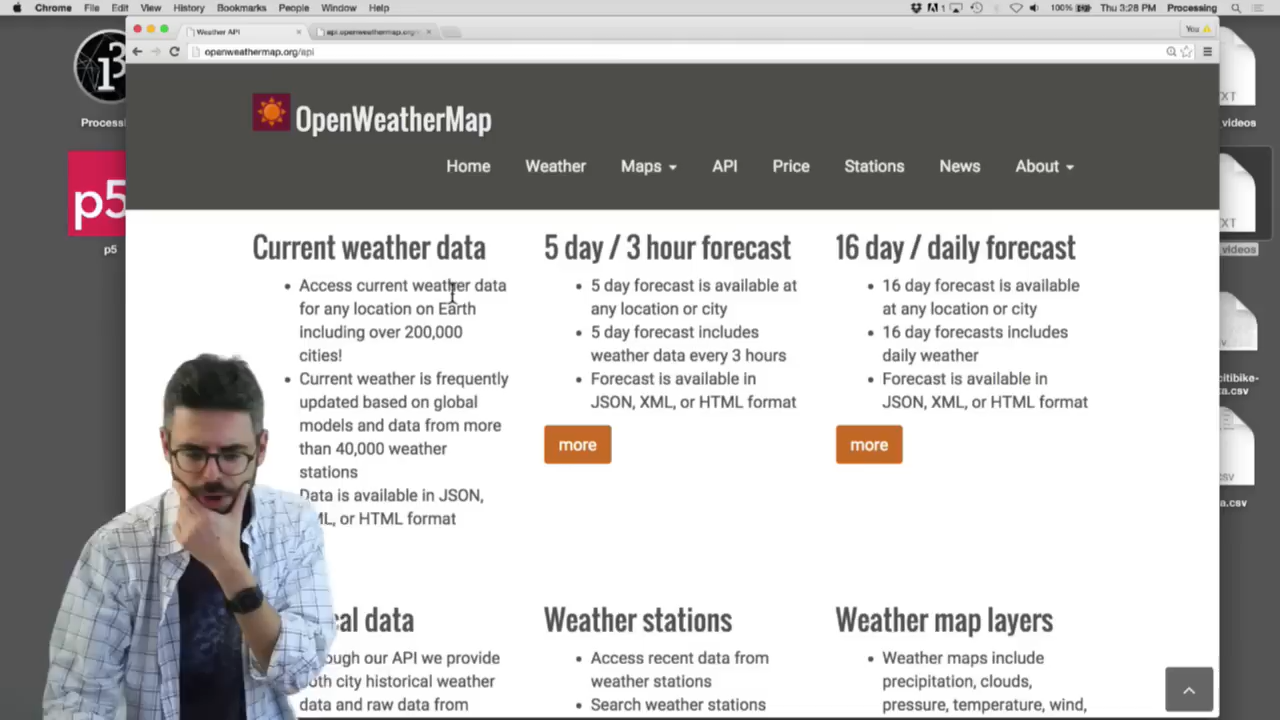 Chrome File Edit View History Bookmarks People Window Help
100% Thu 3:28 PM Processing
Weather API
api.openweathermap.org
You
openweathermap.org/api
OpenWeatherMap
Home Weather Maps API Price Stations News About
Current weather data
Access current weather data
for any location on Earth
including over 200,000
cities!
Current weather is frequently
updated based on global
models and data from more
than 40,000 weather
stations
Data is available in JSON,
or HTML format
5 day / 3 hour forecast
5 day forecast is available at
any location or city
5 day forecast includes
weather data every 3 hours
Forecast is available in
JSON, XML, or HTML format
more
16 day / daily forecast
16 day forecast is available
at any location or city
16 day forecasts includes
daily weather
Forecast is available in
JSON, XML, or HTML format
more
data
our API we provide
city historical weather
data and raw data from
Weather stations
Access recent data from
weather stations
Search weather stations
Weather map layers
Weather maps include
precipitation, clouds,
pressure, temperature, wind,
p5
p5
videos
videos